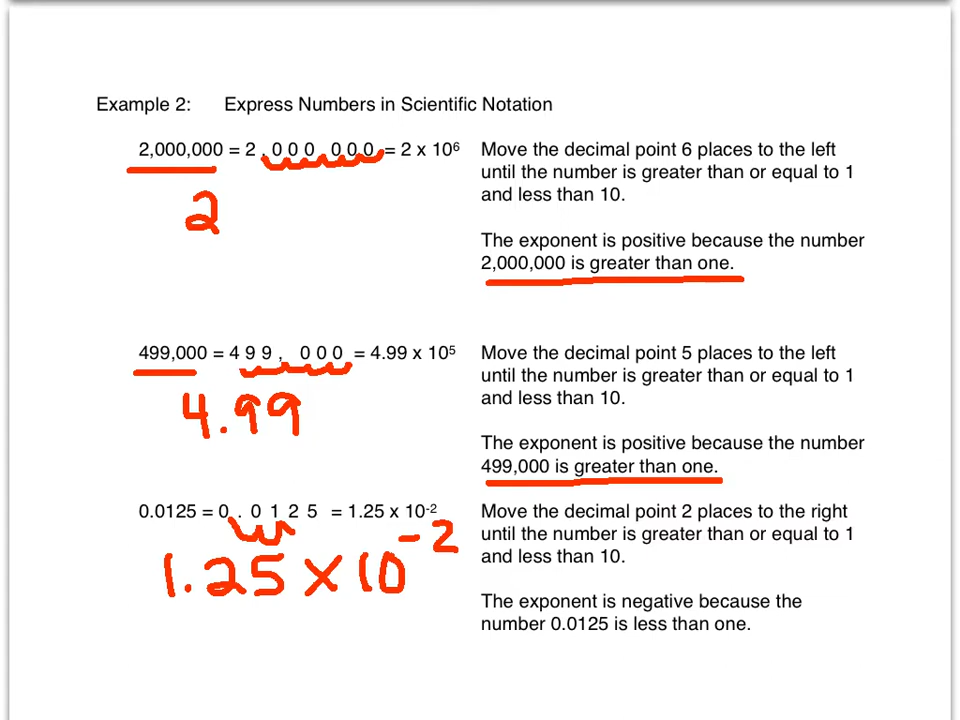 Example 2: Express Numbers in Scientific Notation
2,000,000 = 2 , 0 0 0 , 0 0 0 = 2 x 10⁶
Move the decimal point 6 places to the left
until the number is greater than or equal to 1
and less than 10.
2
The exponent is positive because the number
2,000,000 is greater than one.
499,000 = 4 9 9 , 0 0 0 = 4.99 x 10⁵
Move the decimal point 5 places to the left
until the number is greater than or equal to 1
and less than 10.
4.99
The exponent is positive because the number
499,000 is greater than one.
0.0125 = 0 . 0 1 2 5 = 1.25 x 10⁻²
Move the decimal point 2 places to the right
until the number is greater than or equal to 1
and less than 10.
1.25 x 10⁻²
The exponent is negative because the
number 0.0125 is less than one.